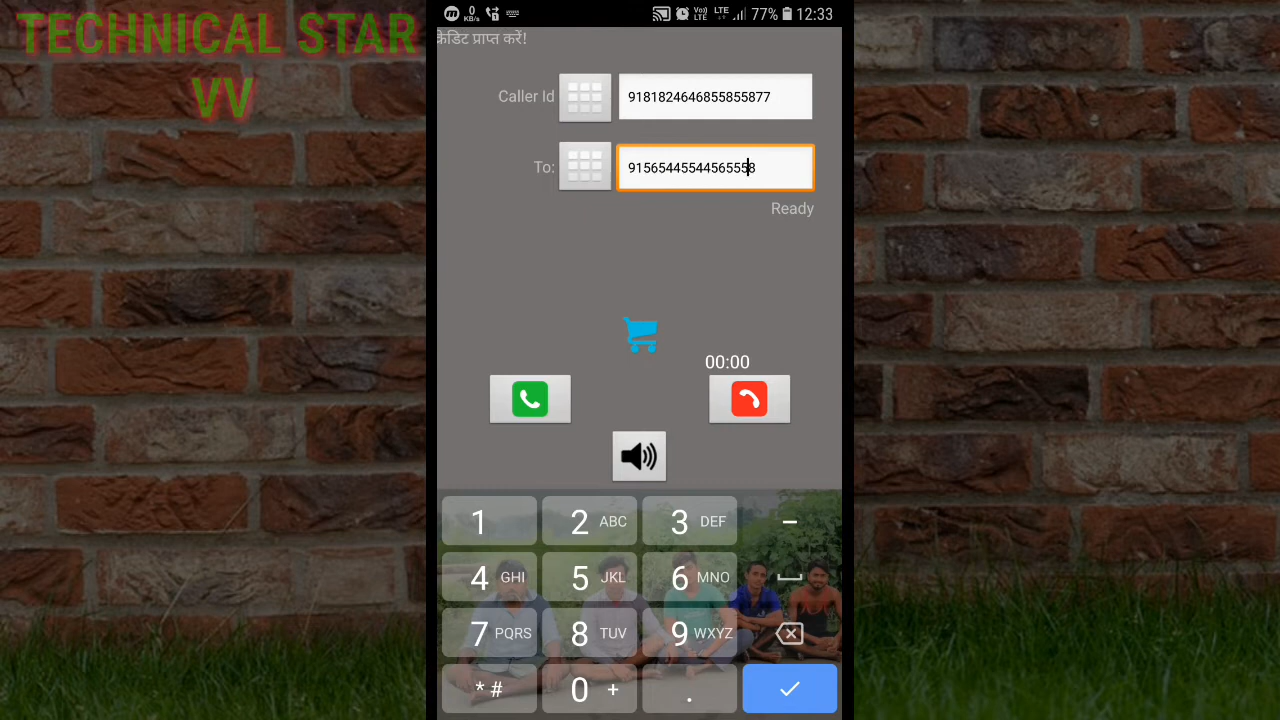 TECHNICAL STAR
VV
0
KB/s
Vo))
LTE
LTE
77%
12:33
क्रेडिट प्राप्त करें!
Caller Id
9181824646855855877
To:
91565445544565558
Ready
00:00
1
2 ABC
3 DEF
-
4 GHI
5 JKL
6 MNO
7 PQRS
8 TUV
9 WXYZ
* #
0 +
.